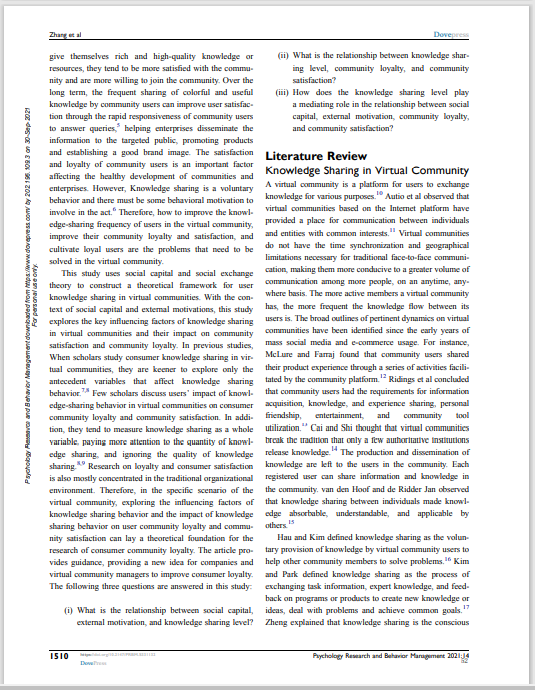 Zhang et al
Dovepress
give themselves rich and high-quality knowledge or
resources, they tend to be more satisfied with the commu-
nity and are more willing to join the community. Over the
long term, the frequent sharing of colorful and useful
knowledge by community users can improve user satisfac-
tion through the rapid responsiveness of community users
to answer queries,5 helping enterprises disseminate the
information to the targeted public, promoting products
and establishing a good brand image. The satisfaction
and loyalty of community users is an important factor
affecting the healthy development of communities and
enterprises. However, Knowledge sharing is a voluntary
behavior and there must be some behavioral motivation to
involve in the act.6 Therefore, how to improve the knowl-
edge-sharing frequency of users in the virtual community,
improve their community loyalty and satisfaction, and
cultivate loyal users are the problems that need to be
solved in the virtual community.
This study uses social capital and social exchange
theory to construct a theoretical framework for user
knowledge sharing in virtual communities. With the con-
text of social capital and external motivations, this study
explores the key influencing factors of knowledge sharing
in virtual communities and their impact on community
satisfaction and community loyalty. In previous studies,
When scholars study consumer knowledge sharing in vir-
tual communities, they are keener to explore only the
antecedent variables that affect knowledge sharing
behavior.7,8 Few scholars discuss users' impact of knowl-
edge-sharing behavior in virtual communities on consumer
community loyalty and community satisfaction. In addi-
tion, they tend to measure knowledge sharing as a whole
variable, paying more attention to the quantity of knowl-
edge sharing, and ignoring the quality of knowledge
sharing.8,9 Research on loyalty and consumer satisfaction
is also mostly concentrated in the traditional organizational
environment. Therefore, in the specific scenario of the
virtual community, exploring the influencing factors of
knowledge sharing behavior and the impact of knowledge
sharing behavior on user community loyalty and commu-
nity satisfaction can lay a theoretical foundation for the
research of consumer community loyalty. The article pro-
vides guidance, providing a new idea for companies and
virtual community managers to improve consumer loyalty.
The following three questions are answered in this study:
(i) What is the relationship between social capital,
external motivation, and knowledge sharing level?
(ii) What is the relationship between knowledge shar-
ing level, community loyalty, and community
satisfaction?
(iii) How does the knowledge sharing level play
a mediating role in the relationship between social
capital, external motivation, community loyalty,
and community satisfaction?
Literature Review
Knowledge Sharing in Virtual Community
A virtual community is a platform for users to exchange
knowledge for various purposes.10 Autio et al observed that
virtual communities based on the Internet platform have
provided a place for communication between individuals
and entities with common interests.11 Virtual communities
do not have the time synchronization and geographical
limitations necessary for traditional face-to-face communi-
cation, making them more conducive to a greater volume of
communication among more people, on an anytime, any-
where basis. The more active members a virtual community
has, the more frequent the knowledge flow between its
users is. The broad outlines of pertinent dynamics on virtual
communities have been identified since the early years of
mass social media and e-commerce usage. For instance,
McLure and Farraj found that community users shared
their product experience through a series of activities facili-
tated by the community platform.12 Ridings et al concluded
that community users had the requirements for information
acquisition, knowledge, and experience sharing, personal
friendship, entertainment, and community tool
utilization.13 Cai and Shi thought that virtual communities
break the tradition that only a few authoritative institutions
release knowledge.14 The production and dissemination of
knowledge are left to the users in the community. Each
registered user can share information and knowledge in
the community. van den Hoof and de Ridder Jan observed
that knowledge sharing between individuals made knowl-
edge absorbable, understandable, and applicable by
others.15
Hau and Kim defined knowledge sharing as the volun-
tary provision of knowledge by virtual community users to
help other community members to solve problems.16 Kim
and Park defined knowledge sharing as the process of
exchanging task information, expert knowledge, and feed-
back on programs or products to create new knowledge or
ideas, deal with problems and achieve common goals.17
Zheng explained that knowledge sharing is the conscious
Psychology Research and Behavior Management downloaded from https://www.dovepress.com/ by 202.195.109.3 on 30-Sep-2021
For personal use only.
1510
DovePress
Psychology Research and Behavior Management 2021:14